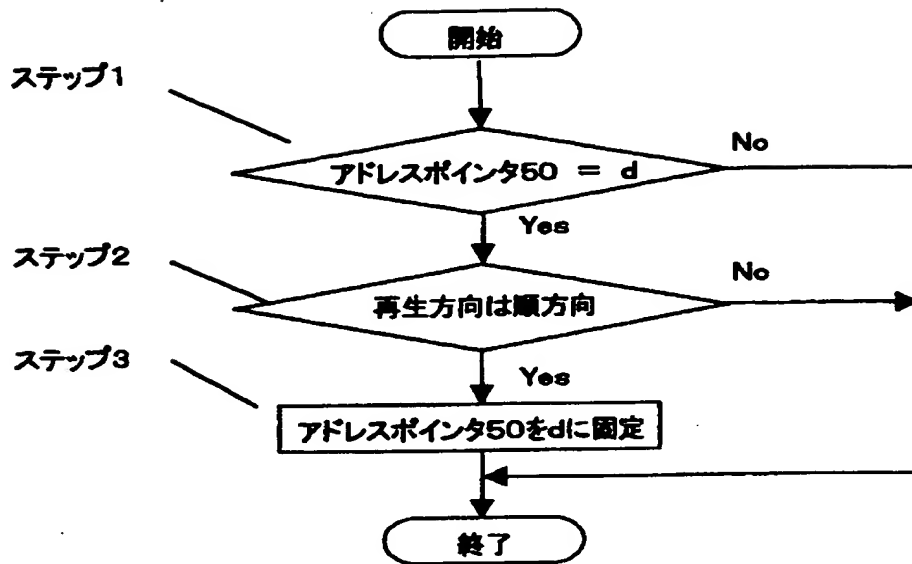 開始
ステップ1
No
アドレスポインタ50 = d
Yes
ステップ2
No
再生方向は順方向
ステップ3
Yes
アドレスポインタ50をdに固定
終了